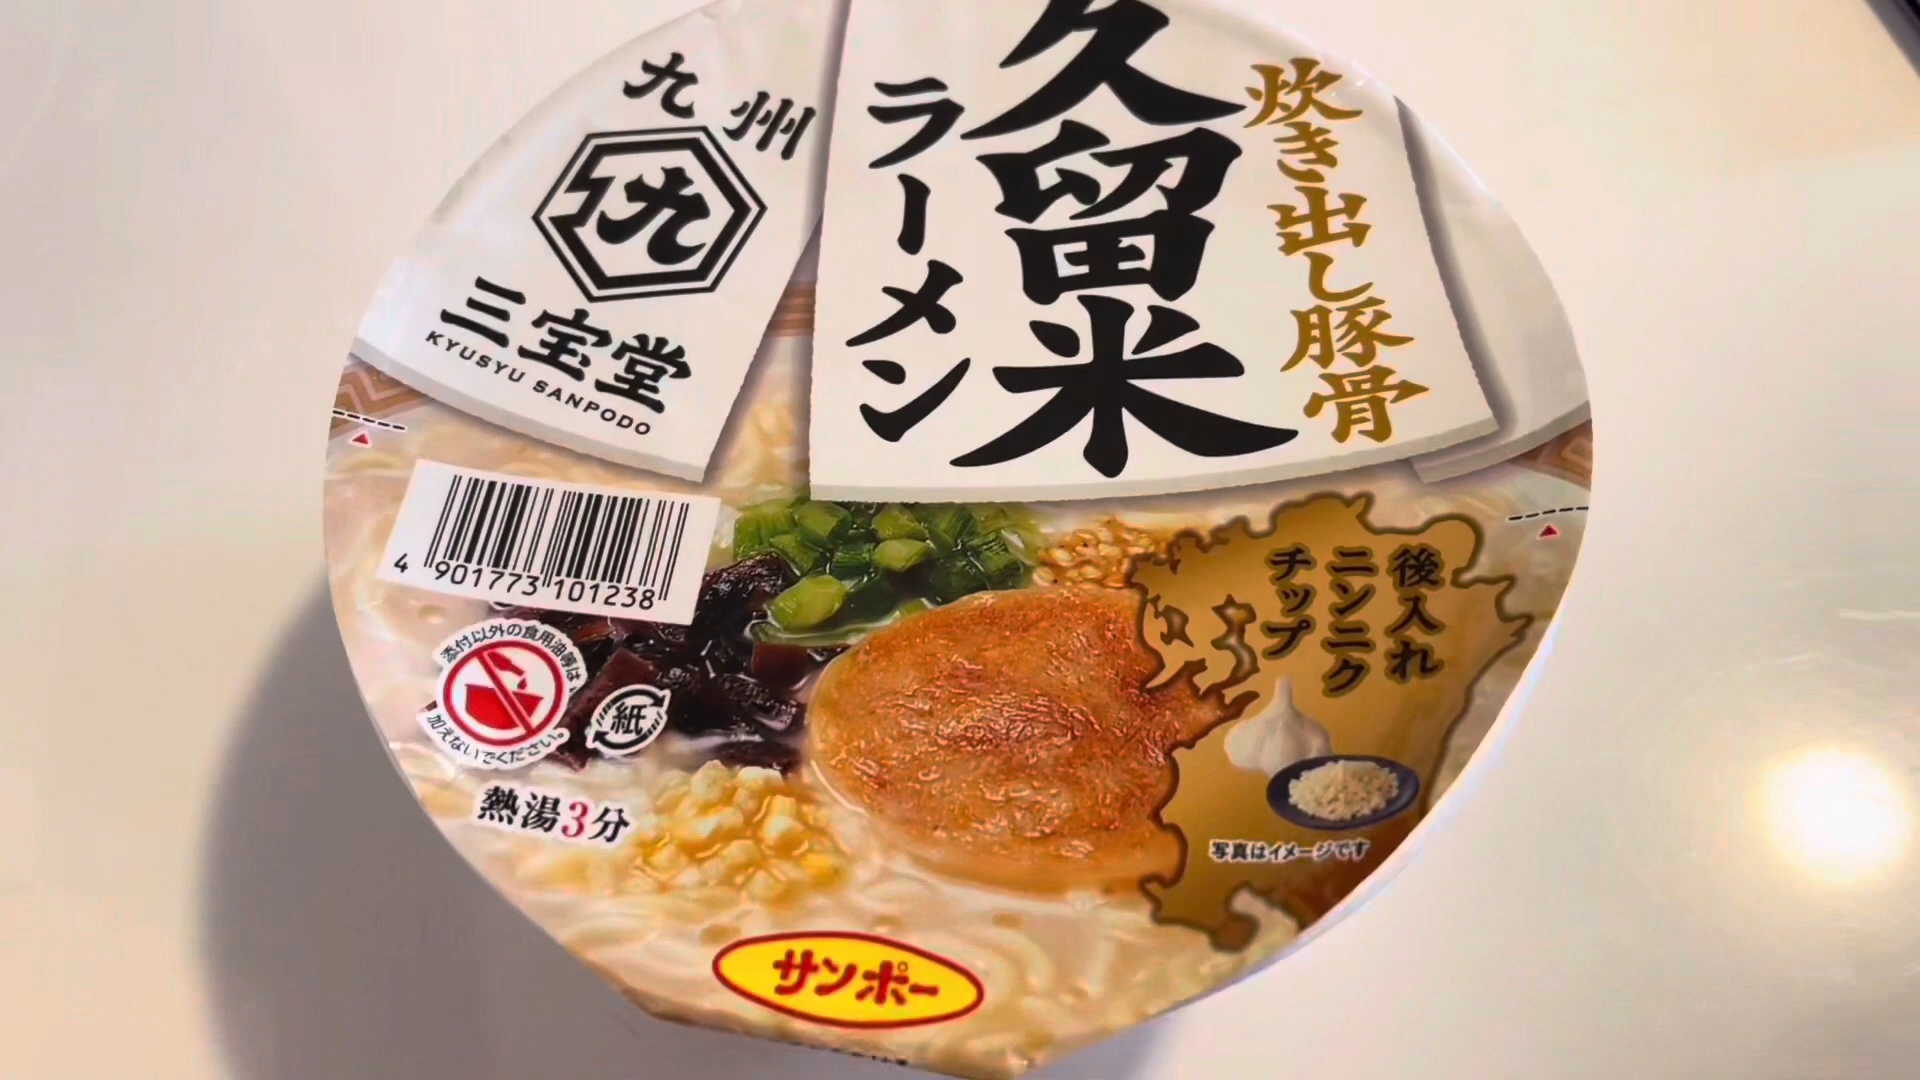 炊き出し豚骨
久留米
ラーメン
九州
九
三宝堂
KYUSYU SANPODO
4 901773 101238
添付以外の食用油等は
加えないでください。
紙
熱湯3分
後入れ
ニンニク
チップ
写真はイメージです
サンポー